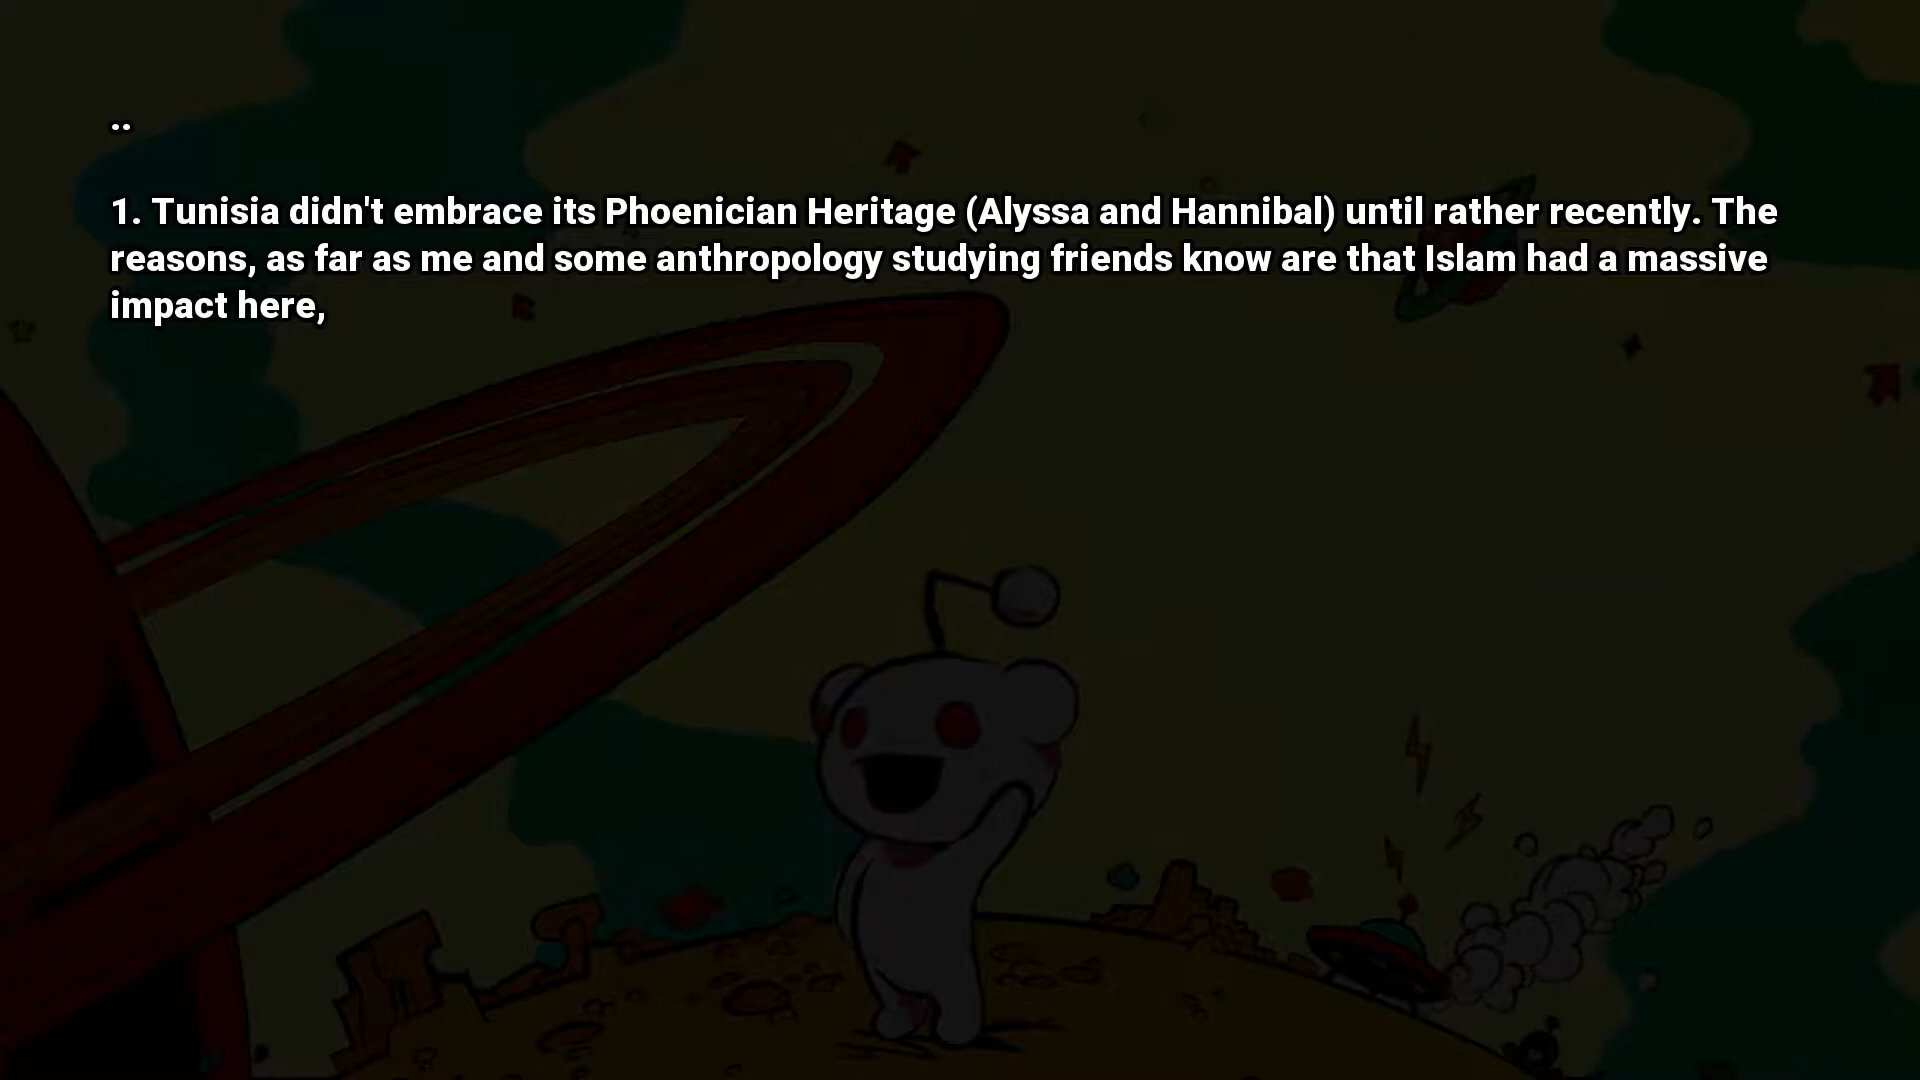 ..
1. Tunisia didn't embrace its Phoenician Heritage (Alyssa and Hannibal) until rather recently. The
reasons, as far as me and some anthropology studying friends know are that Islam had a massive
impact here,